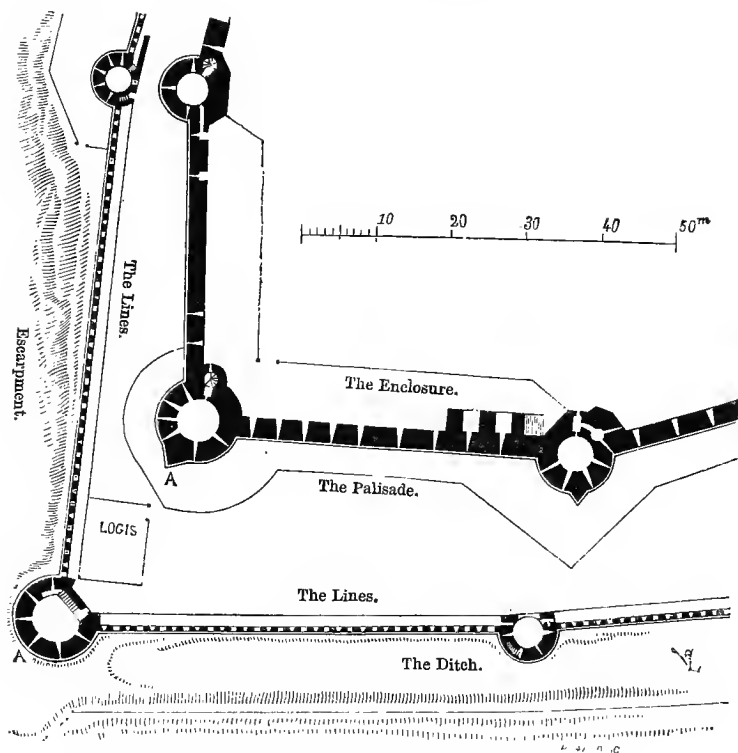 10 20 30 40 50m
The Lines.
Escarpment.
The Enclosure.
A
The Palisade.
LOGIS
The Lines.
A
The Ditch.